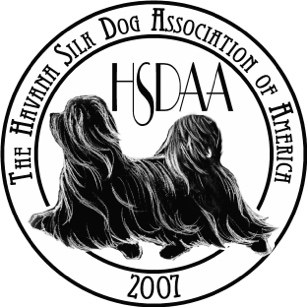 The Havana Silk Dog Association of America
HSDAA
2007